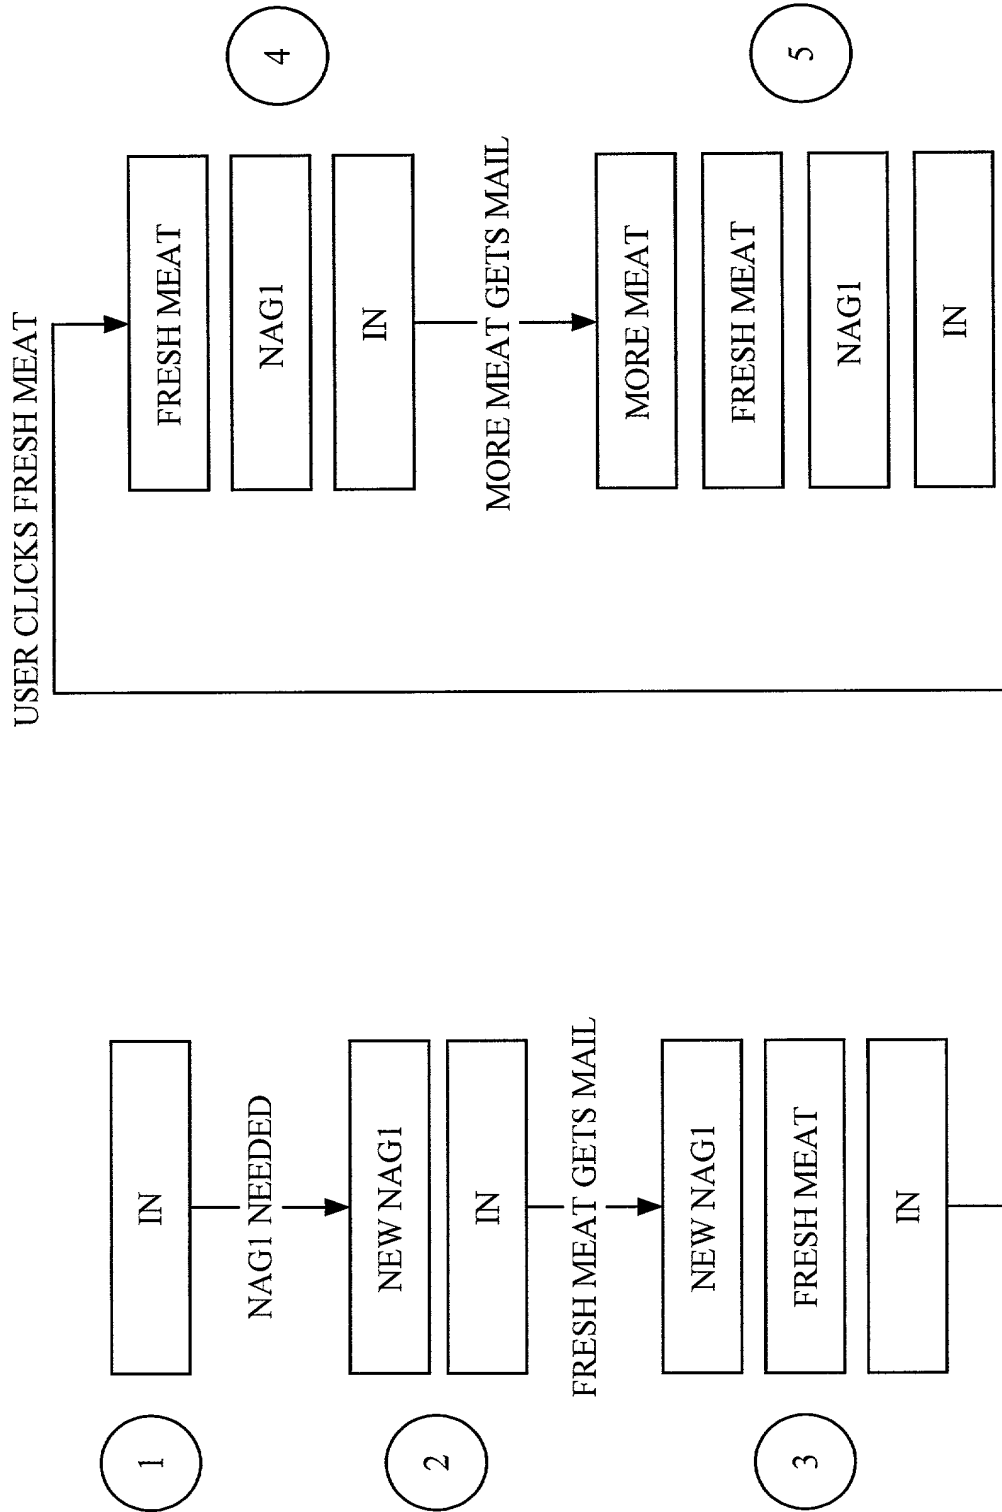 1
IN
NAG1 NEEDED
2
NEW NAG1
IN
FRESH MEAT GETS MAIL
3
NEW NAG1
FRESH MEAT
IN
USER CLICKS FRESH MEAT
4
FRESH MEAT
NAG1
IN
MORE MEAT GETS MAIL
5
MORE MEAT
FRESH MEAT
NAG1
IN